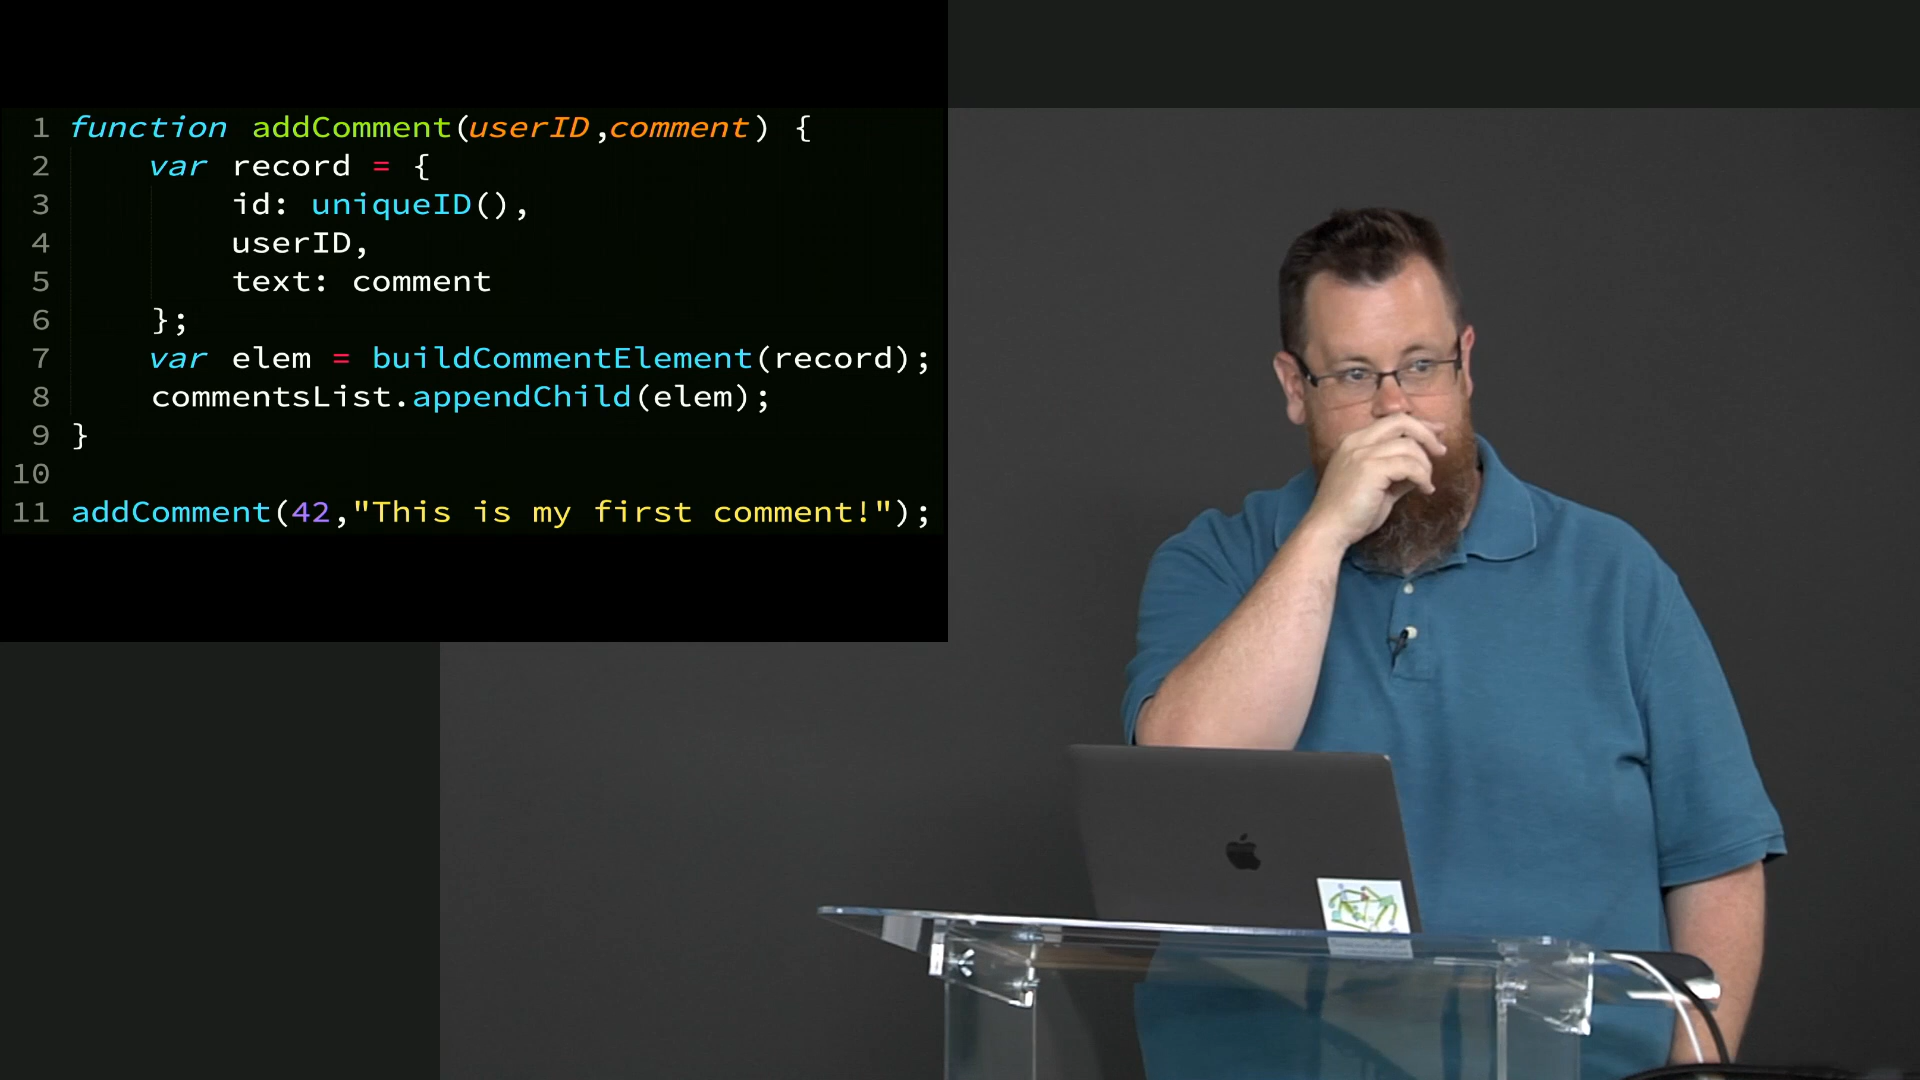 1 function addComment(userID,comment) {
2 var record = {
3 id: uniqueID(),
4 userID,
5 text: comment
6 };
7 var elem = buildCommentElement(record);
8 commentsList.appendChild(elem);
9 }
10
11 addComment(42,"This is my first comment!");